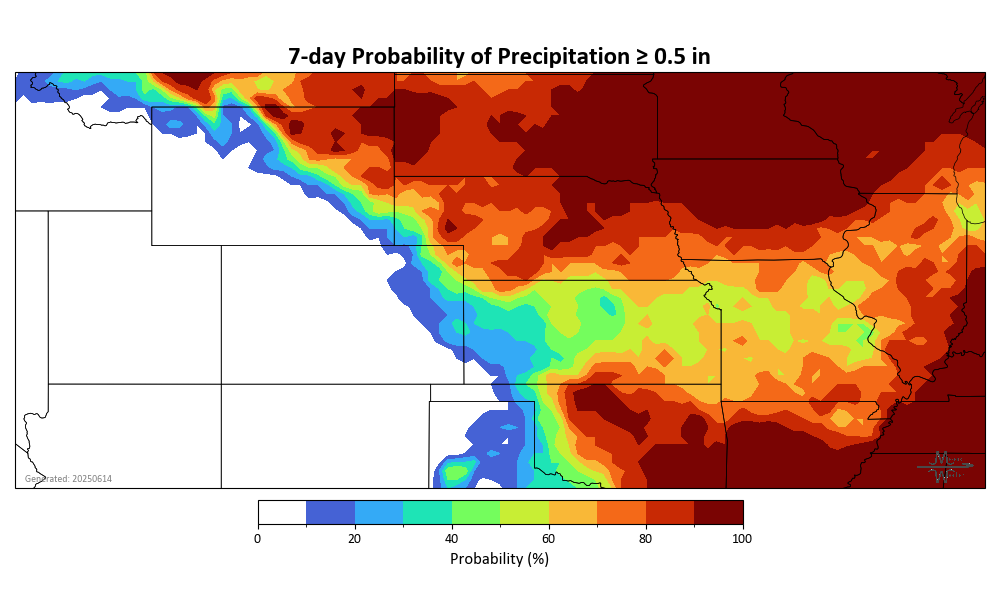 7-day Probability of Precipitation ≥ 0.5 in
Generated: 20250614
0 20 40 60 80 100
Probability (%)